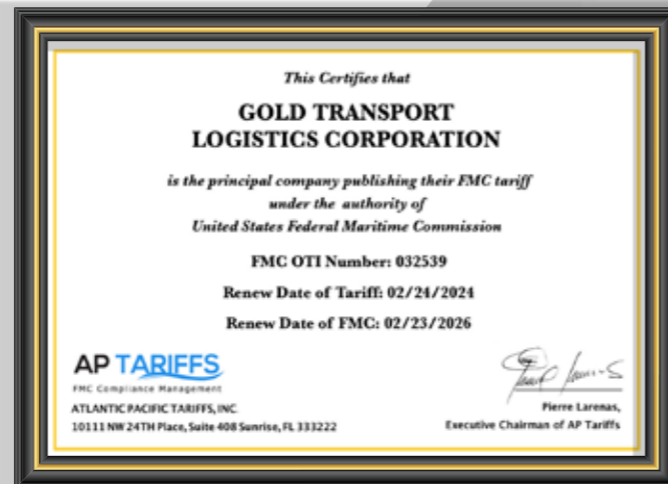 This Certifies that
GOLD TRANSPORT
LOGISTICS CORPORATION
is the principal company publishing their FMC tariff
under the authority of
United States Federal Maritime Commission
FMC OTI Number: 032539
Renew Date of Tariff: 02/24/2024
Renew Date of FMC: 02/23/2026
AP TARIFFS
FMC Compliance Management
ATLANTIC PACIFIC TARIFFS, INC.
10111 NW 24TH Place, Suite 408 Sunrise, FL 333222
Pierre Larenas,
Executive Chairman of AP Tariffs